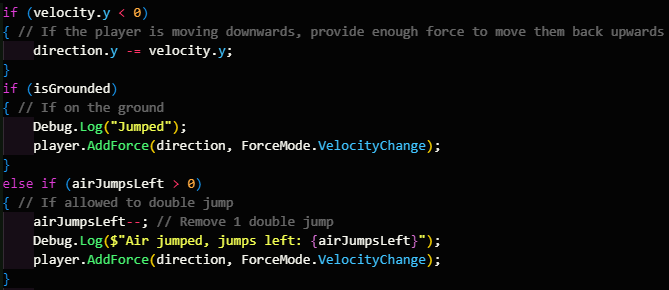 if (velocity.y < 0)
{ // If the player is moving downwards, provide enough force to move them back upwards
    direction.y -= velocity.y;
}
if (isGrounded)
{ // If on the ground
    Debug.Log("Jumped");
    player.AddForce(direction, ForceMode.VelocityChange);
}
else if (airJumpsLeft > 0)
{ // If allowed to double jump
    airJumpsLeft--; // Remove 1 double jump
    Debug.Log($"Air jumped, jumps left: {airJumpsLeft}");
    player.AddForce(direction, ForceMode.VelocityChange);
}